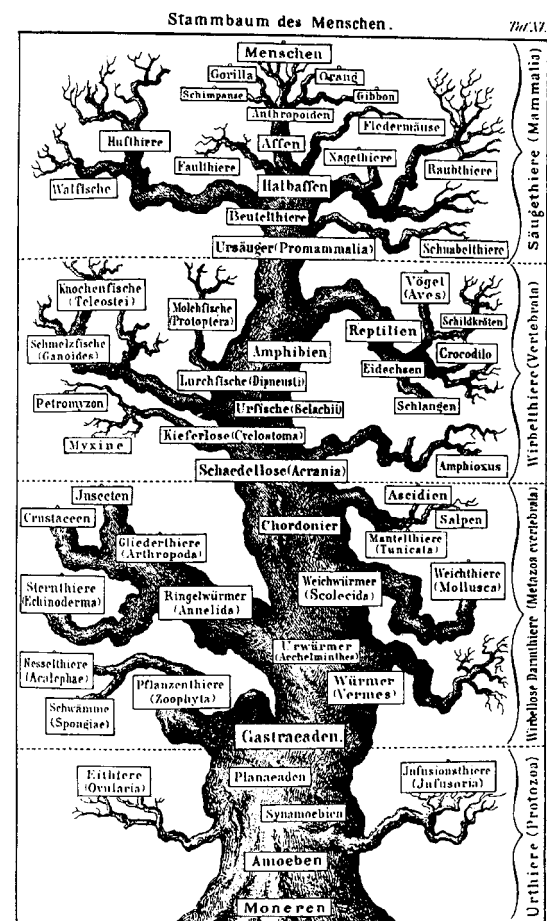 Stammbaum des Menschen.
Taf. XI.
Menschen
Gorilla
Orang
Schimpanse
Gibbon
Anthropoiden
Affen
Fledermäuse
Hufthiere
Faulthiere
Nagethiere
Raubthiere
Walfische
Halbaffen
Beutelthiere
Ursäuger (Promammalia)
Schnabelthiere
Säugethiere (Mammalia)
Knochenfische
(Teleostei)
Molchfische
(Protoptera)
Vögel
(Aves)
Schildkröten
Reptilien
Schmelzfische
(Ganoides)
Amphibien
Crocodile
Eidechsen
Lurchfische (Dipneusti)
Schlangen
Petromyzon
Urfische (Selachii)
Kieferlose (Cyclostoma)
Myxine
Schaedellose (Acrania)
Amphioxus
Wirbelthiere (Vertebrata)
Jnsecten
Ascidien
Crustaceen
Chordonier
Salpen
Gliederthiere
(Arthropoda)
Mantelthiere
(Tunicata)
Sternthiere
(Echinoderma)
Ringelwürmer
(Annelida)
Weichwürmer
(Scolecida)
Weichthiere
(Mollusca)
Urwürmer
(Archelminthes)
Nesselthiere
(Acalephae)
Pflanzenthiere
(Zoophyta)
Würmer
(Vermes)
Schwämme
(Spongiae)
Gastraeaden.
Wirbellose Darmthiere (Metazoa evertebrata)
Eithiere
(Ovularia)
Planaeaden
Jnfusionsthiere
(Jnfusoria)
Synamoebien
Amoeben
Moneren
Urthiere (Protozoa)